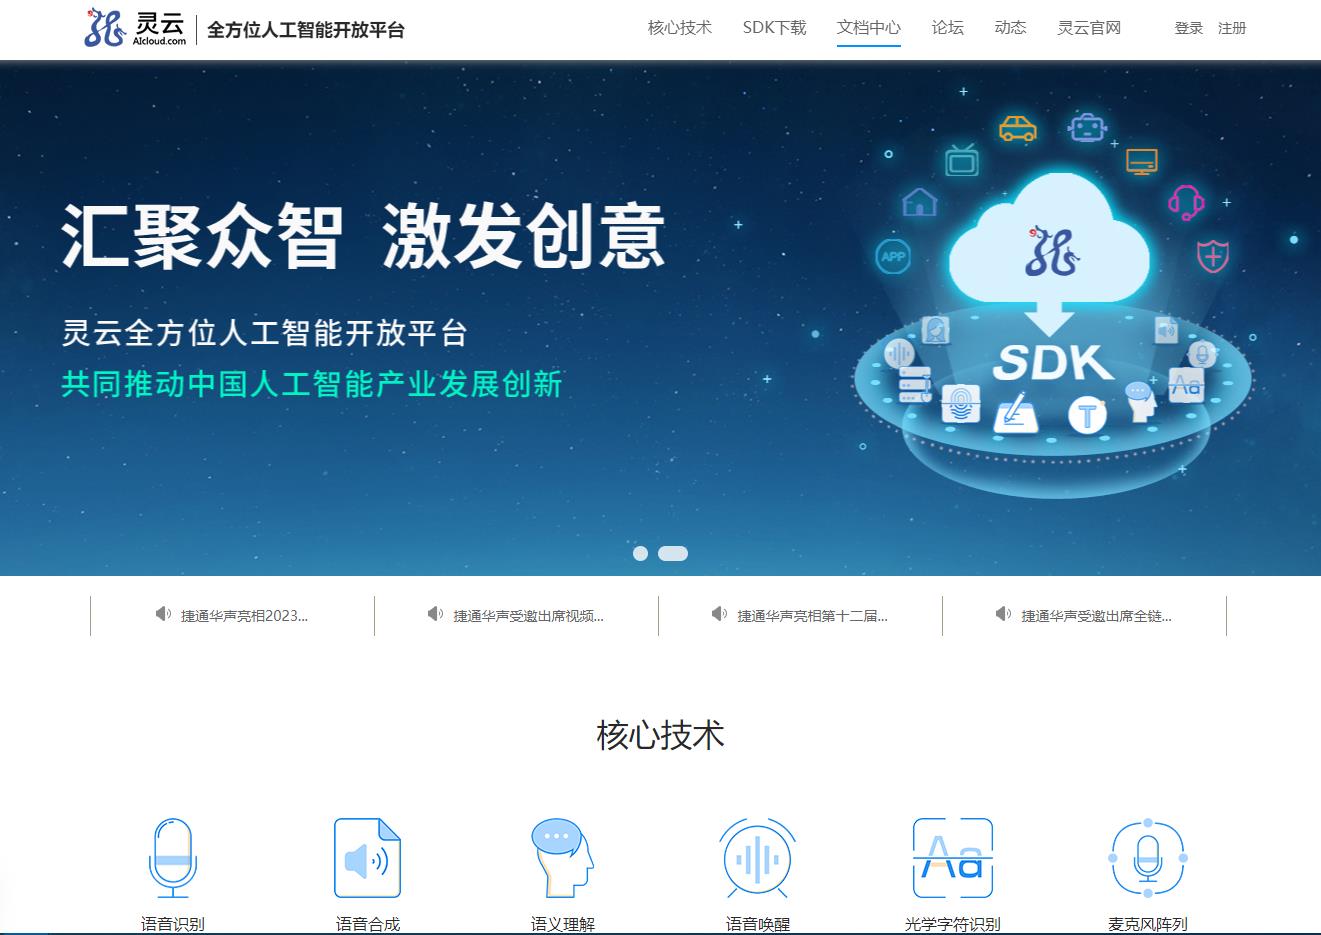 灵云
AIcloud.com
全方位人工智能开放平台
核心技术 SDK下载 文档中心 论坛 动态 灵云官网 登录 注册
汇聚众智 激发创意
灵云全方位人工智能开放平台
共同推动中国人工智能产业发展创新
APP
SDK
T
Aa
捷通华声亮相2023... 捷通华声受邀出席视频... 捷通华声亮相第十二届... 捷通华声受邀出席全链...
核心技术
Aa
语音识别 语音合成 语义理解 语音唤醒 光学字符识别 麦克风阵列